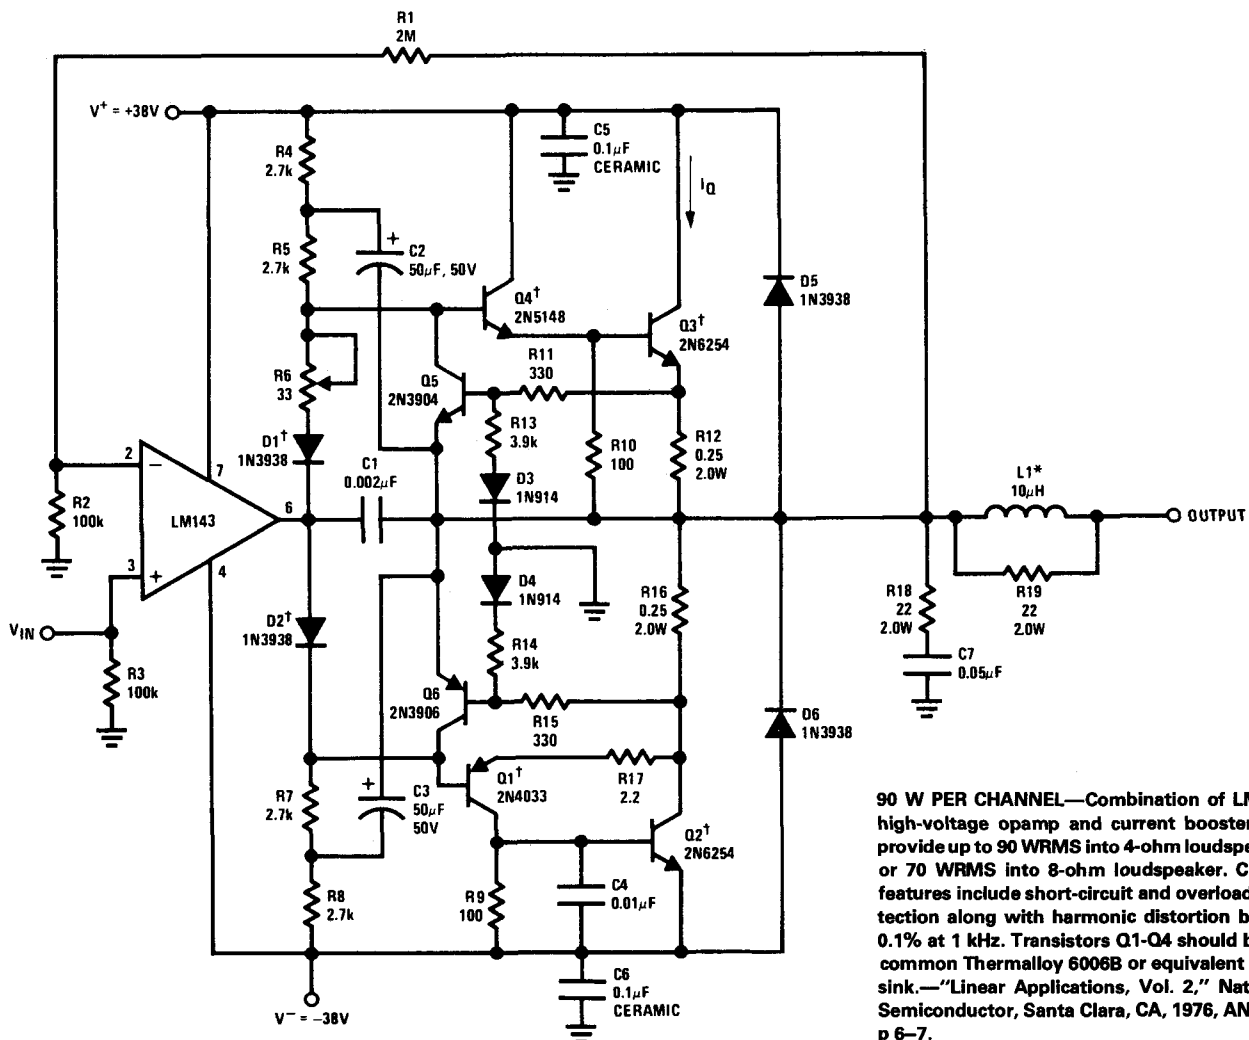 R1
2M
V+ = +38V
R4
2.7k
C5
0.1µF
CERAMIC
IQ
R5
2.7k
+
C2
50µF, 50V
Q4†
2N5148
D5
1N3938
Q3†
2N6254
R6
33
R11
330
Q5
2N3904
R13
3.9k
R12
0.25
2.0W
R10
100
D1†
1N3938
C1
0.002µF
D3
1N914
L1*
10µH
2
−
7
LM143
6
3
+
4
R2
100k
OUTPUT
D4
1N914
R16
0.25
2.0W
R18
22
2.0W
R19
22
2.0W
D2†
1N3938
VIN
R3
100k
R14
3.9k
C7
0.05µF
Q6
2N3906
R15
330
D6
1N3938
R7
2.7k
+
C3
50µF
50V
Q1†
2N4033
R17
2.2
Q2†
2N6254
R8
2.7k
R9
100
C4
0.01µF
C6
0.1µF
CERAMIC
V− = −38V
90 W PER CHANNEL—Combination of LM
high-voltage opamp and current booster
provide up to 90 WRMS into 4-ohm loudspe
or 70 WRMS into 8-ohm loudspeaker. C
features include short-circuit and overload
tection along with harmonic distortion b
0.1% at 1 kHz. Transistors Q1-Q4 should b
common Thermalloy 6006B or equivalent
sink.—"Linear Applications, Vol. 2," Nat
Semiconductor, Santa Clara, CA, 1976, AN
p 6–7.